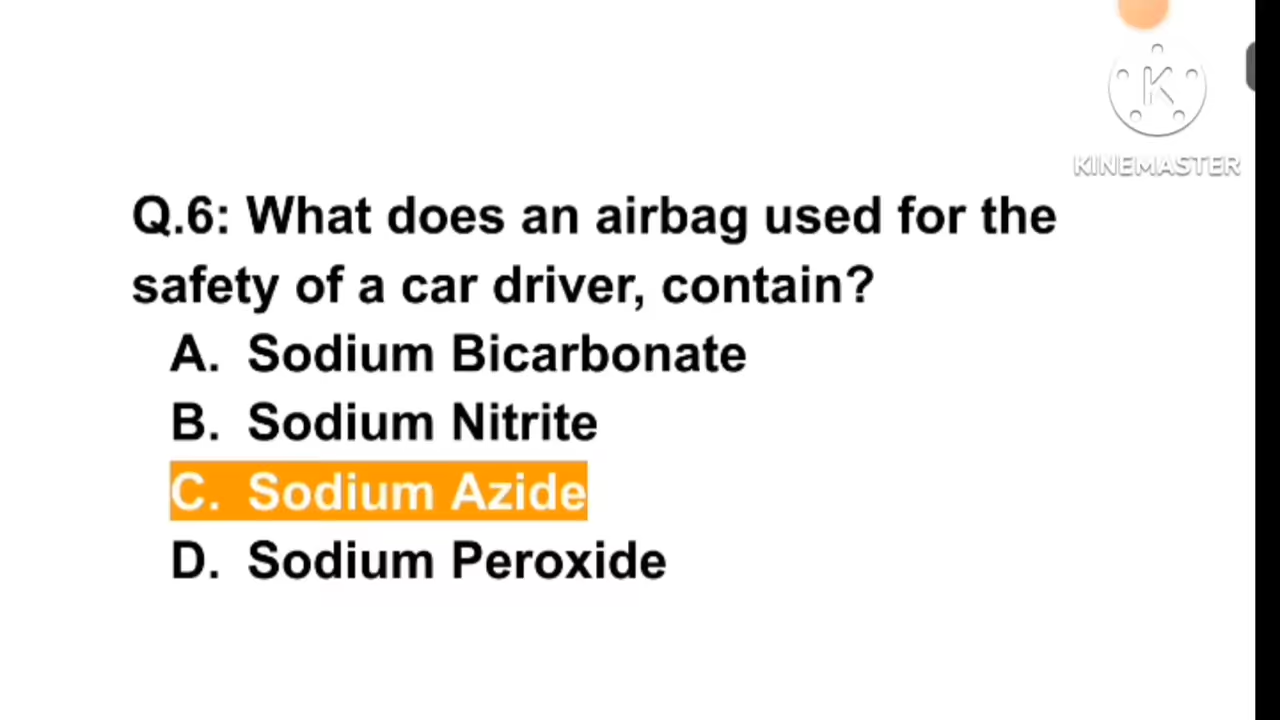 K
KINEMASTER
Q.6: What does an airbag used for the
safety of a car driver, contain?
A. Sodium Bicarbonate
B. Sodium Nitrite
C. Sodium Azide
D. Sodium Peroxide